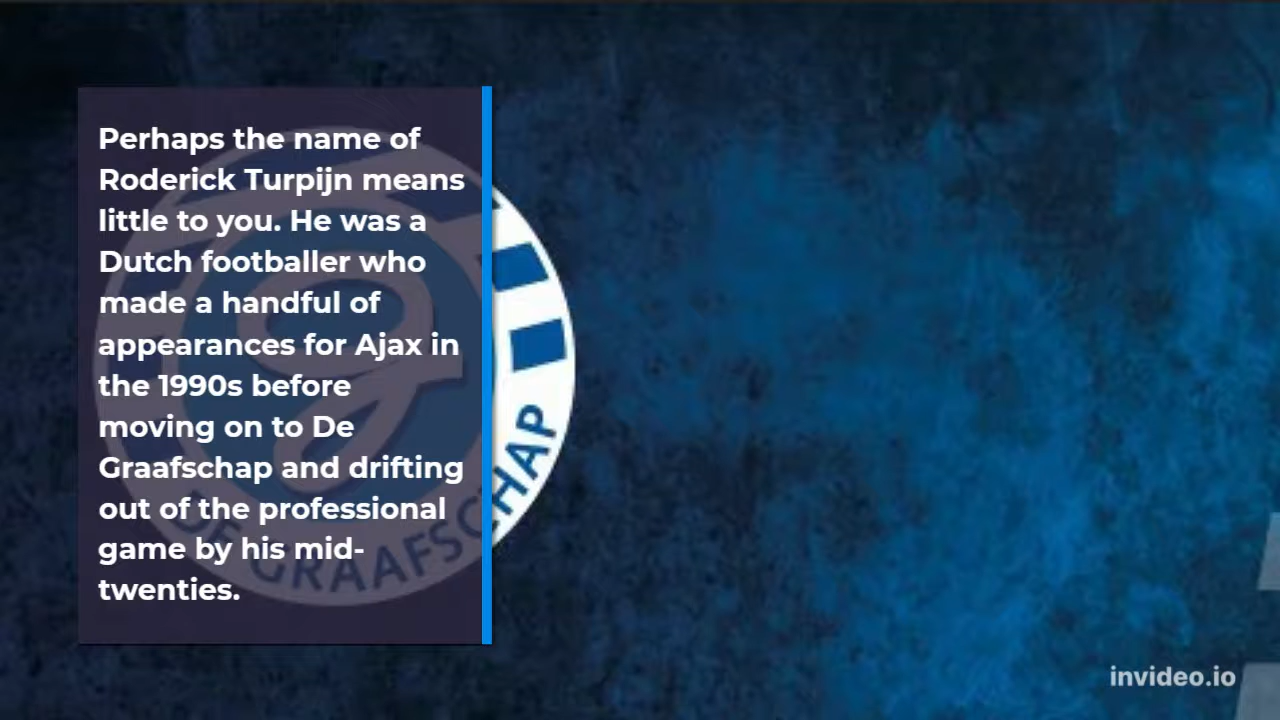 Perhaps the name of
Roderick Turpijn means
little to you. He was a
Dutch footballer who
made a handful of
appearances for Ajax in
the 1990s before
moving on to De
Graafschap and drifting
out of the professional
game by his mid-
twenties.
DE GRAAFSCHAP
invideo.io